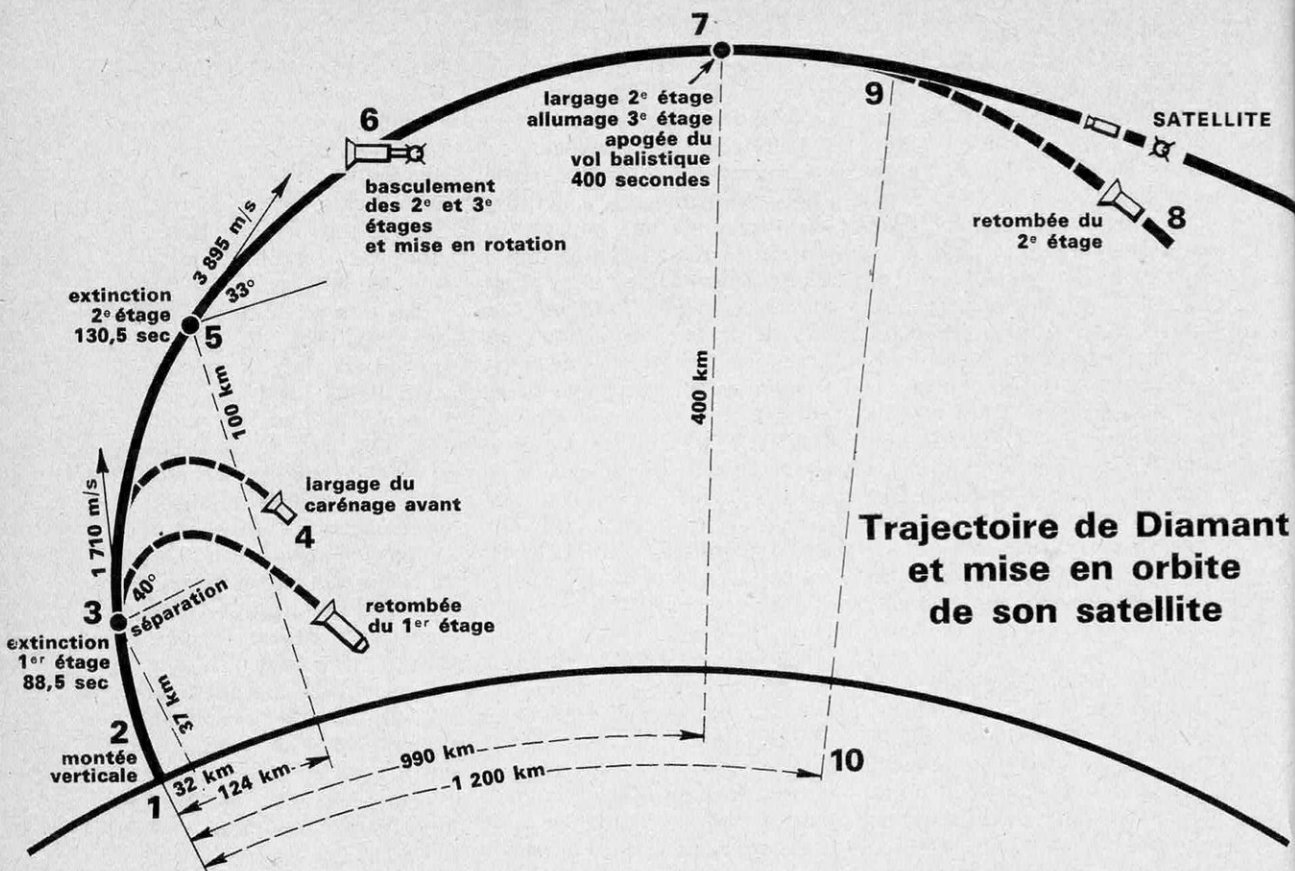 7
largage 2e étage
allumage 3e étage
apogée du
vol balistique
400 secondes
9
SATELLITE
6
basculement
des 2e et 3e
étages
et mise en rotation
retombée du
2e étage
8
3 895 m/s
33°
extinction
2e étage
130,5 sec
5
100 km
400 km
1 710 m/s
largage du
carénage avant
4
Trajectoire de Diamant
et mise en orbite
de son satellite
40°
séparation
3
extinction
1er étage
88,5 sec
retombée
du 1er étage
37 km
2
montée
verticale
1
32 km
124 km
990 km
1 200 km
10